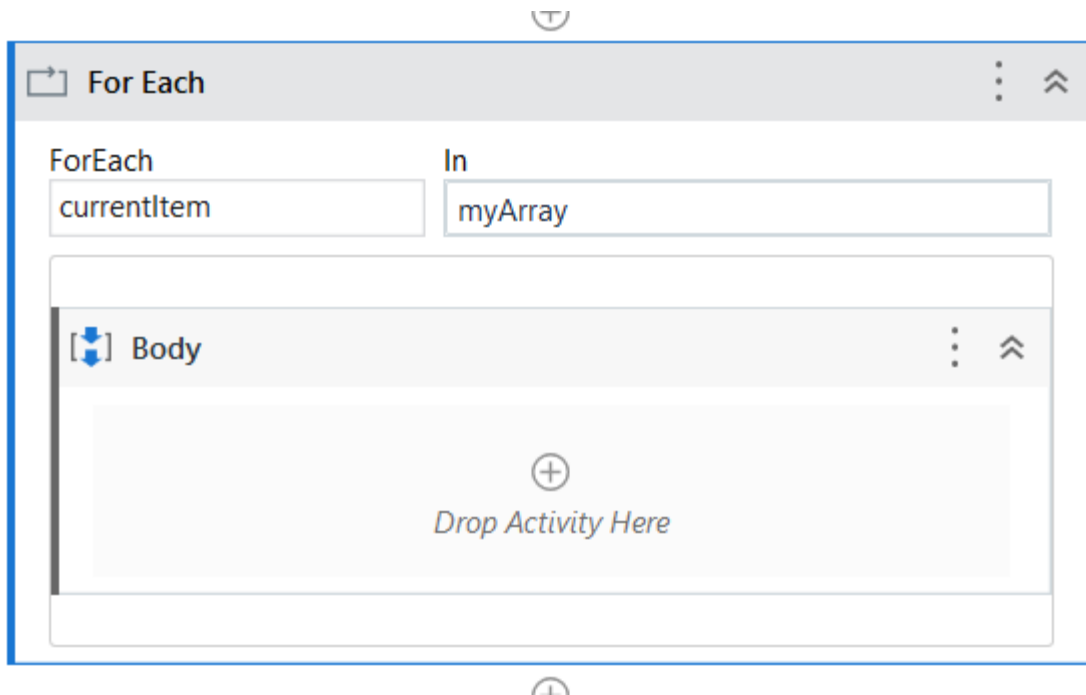 For Each
ForEach In
currentItem myArray
Body
Drop Activity Here